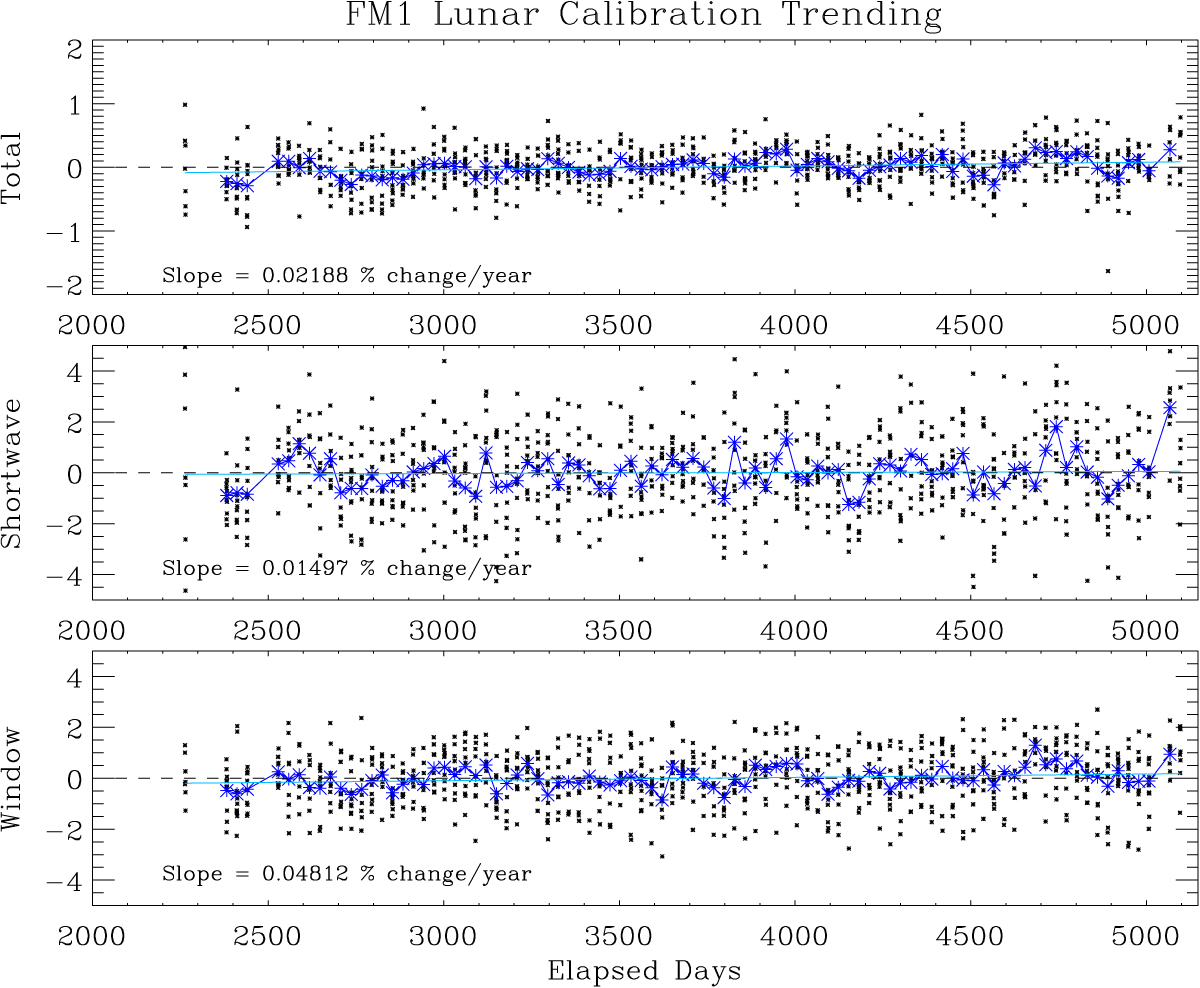 FM1 Lunar Calibration Trending
Total
2
1
0
−1
−2
Slope = 0.02188 % change/year
2000 2500 3000 3500 4000 4500 5000
Shortwave
4
2
0
−2
−4
Slope = 0.01497 % change/year
2000 2500 3000 3500 4000 4500 5000
Window
4
2
0
−2
−4
Slope = 0.04812 % change/year
2000 2500 3000 3500 4000 4500 5000
Elapsed Days